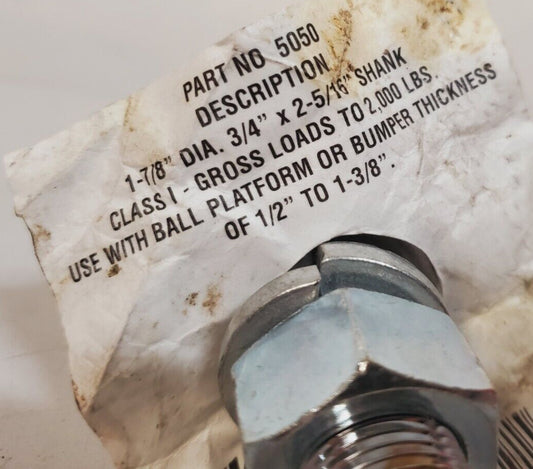 PART NO 5050
DESCRIPTION
1-7/8" DIA. 3/4" x 2-5/16" SHANK
CLASS I - GROSS LOADS TO 2,000 LBS.
USE WITH BALL PLATFORM OR BUMPER THICKNESS
OF 1/2" TO 1-3/8".